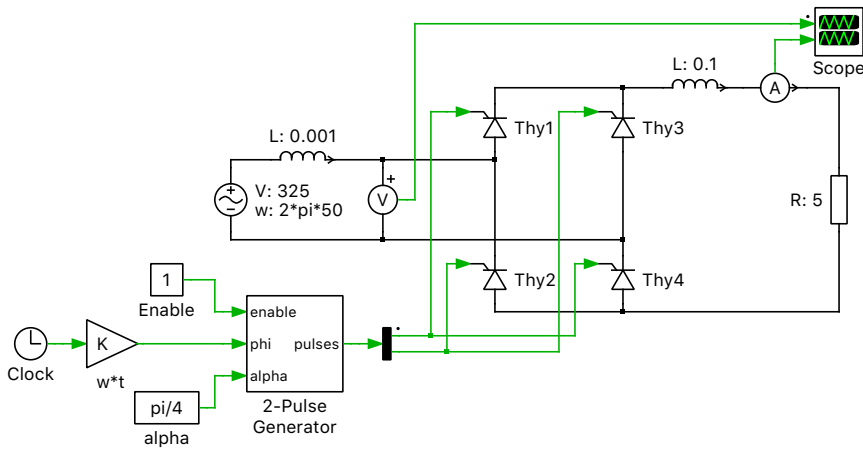 Scope
L: 0.1
A
Thy1
Thy3
L: 0.001
V: 325
w: 2*pi*50
+
V
R: 5
Thy2
Thy4
1
Enable
enable
phi
pulses
alpha
K
Clock
w*t
pi/4
alpha
2-Pulse
Generator